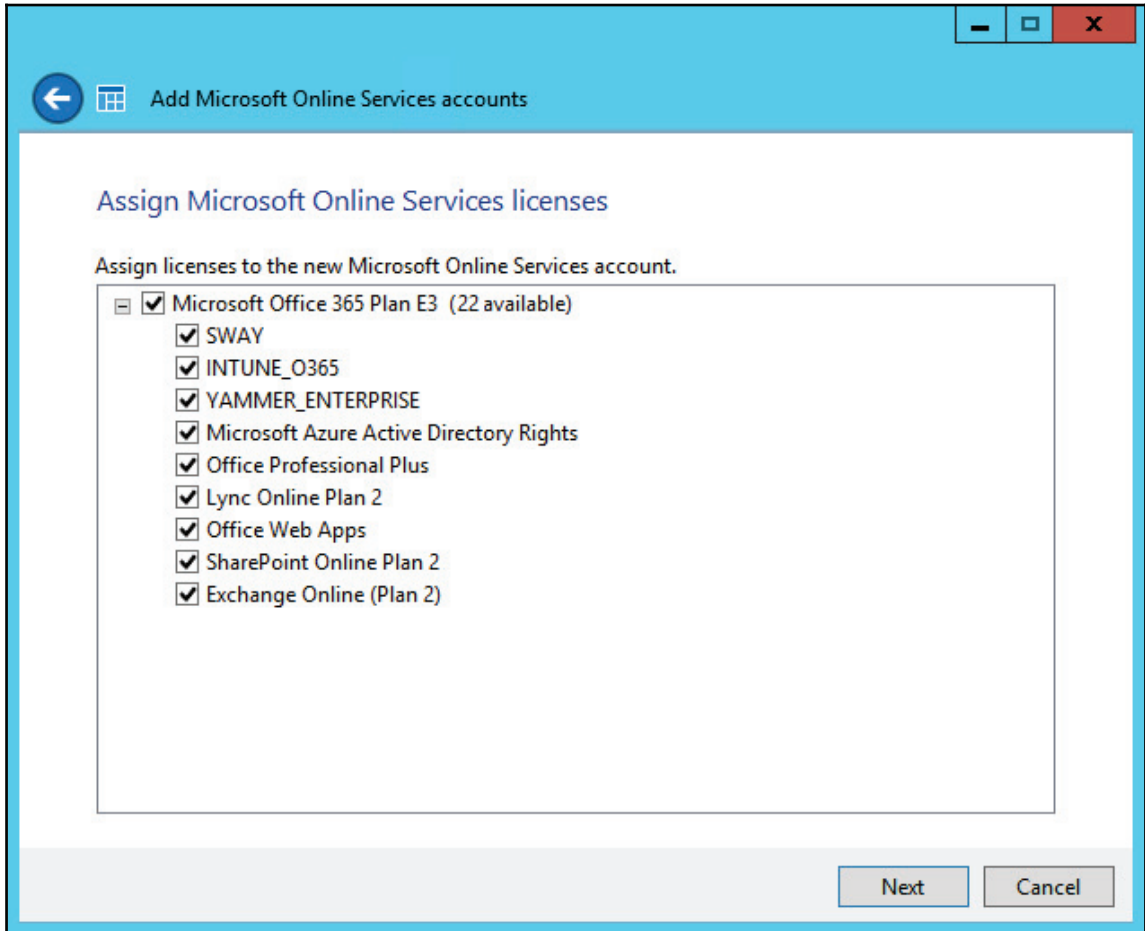 Add Microsoft Online Services accounts
Assign Microsoft Online Services licenses
Assign licenses to the new Microsoft Online Services account.
Microsoft Office 365 Plan E3 (22 available)
SWAY
INTUNE_O365
YAMMER_ENTERPRISE
Microsoft Azure Active Directory Rights
Office Professional Plus
Lync Online Plan 2
Office Web Apps
SharePoint Online Plan 2
Exchange Online (Plan 2)
Next Cancel